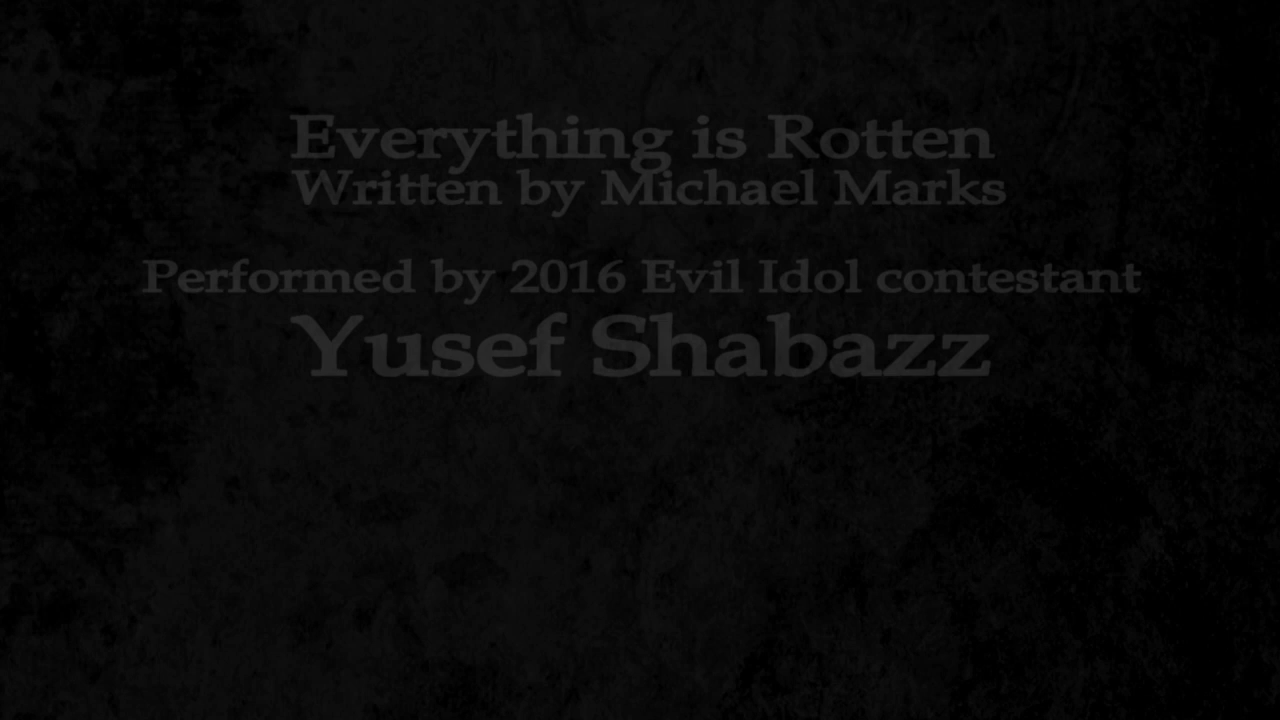 Everything is Rotten
Written by Michael Marks
Performed by 2016 Evil Idol contestant
Yusef Shabazz